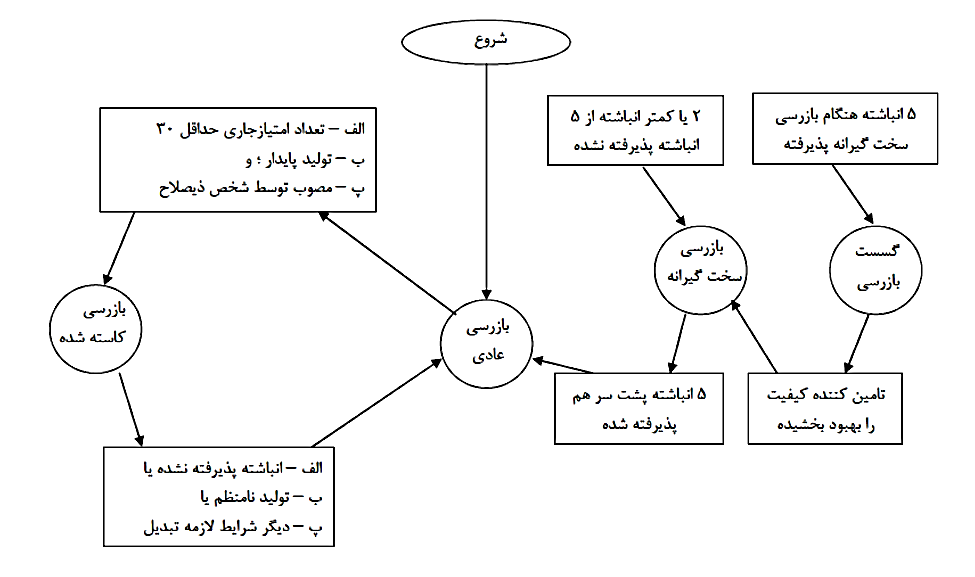 شروع
۵ انباشته هنگام بازرسی
سخت گیرانه پذیرفته
۲ یا کمتر انباشته از ۵
انباشته پذیرفته نشده
الف – تعداد امتیازجاری حداقل ۳۰
ب – تولید پایدار ؛ و
پ – مصوب توسط شخص ذیصلاح
گسست
بازرسی
بازرسی
سخت گیرانه
بازرسی
عادی
بازرسی
کاسته شده
تامین کننده کیفیت
را بهبود بخشیده
۵ انباشته پشت سر هم
پذیرفته شده
الف – انباشته پذیرفته نشده یا
ب – تولید نامنظم یا
پ – دیگر شرایط لازمه تبدیل